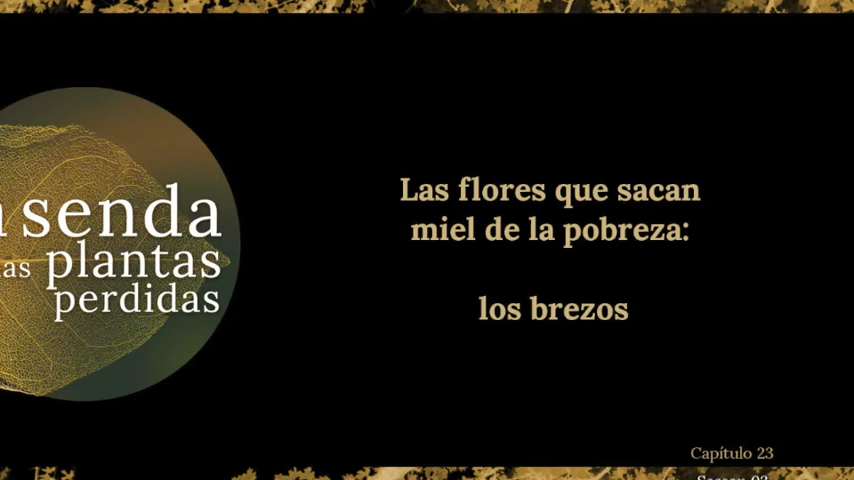 senda
plantas
perdidas
Las flores que sacan
miel de la pobreza:
los brezos
Capítulo 23